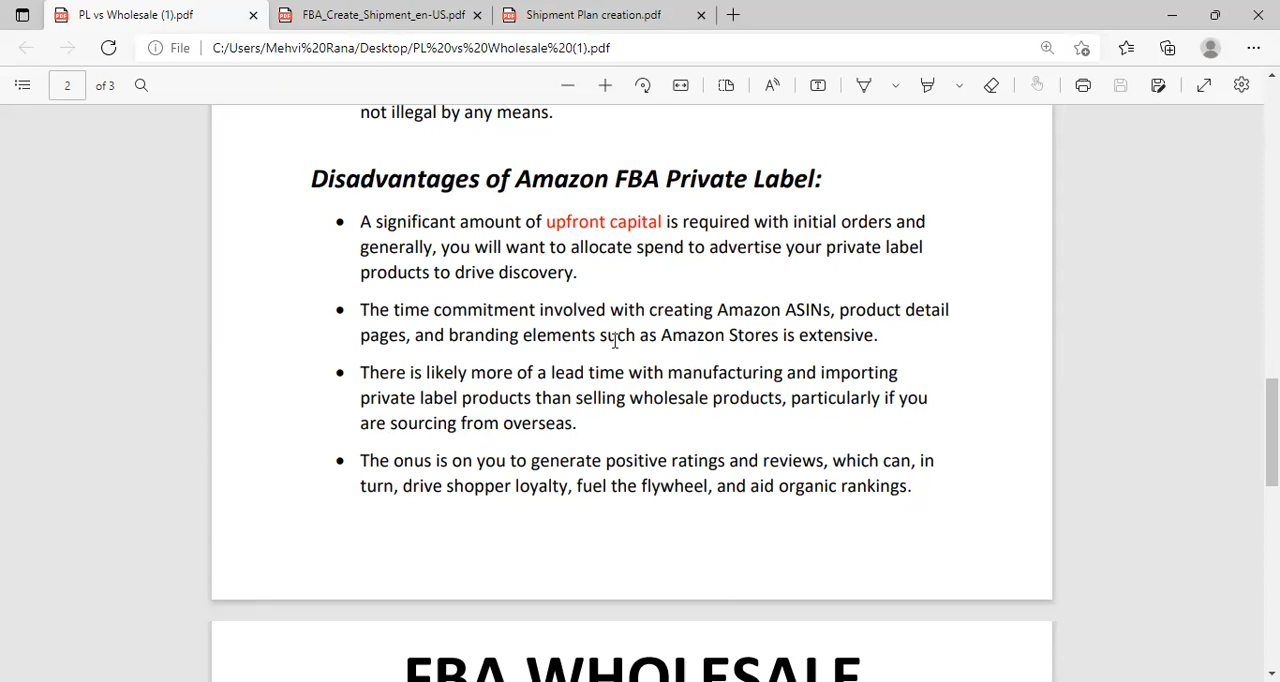 PL vs Wholesale (1).pdf
FBA_Create_Shipment_en-US.pdf
Shipment Plan creation.pdf
File
C:/Users/Mehvi%20Rana/Desktop/PL%20vs%20Wholesale%20(1).pdf
2 of 3
not illegal by any means.
Disadvantages of Amazon FBA Private Label:
• A significant amount of upfront capital is required with initial orders and
generally, you will want to allocate spend to advertise your private label
products to drive discovery.
• The time commitment involved with creating Amazon ASINs, product detail
pages, and branding elements such as Amazon Stores is extensive.
• There is likely more of a lead time with manufacturing and importing
private label products than selling wholesale products, particularly if you
are sourcing from overseas.
• The onus is on you to generate positive ratings and reviews, which can, in
turn, drive shopper loyalty, fuel the flywheel, and aid organic rankings.
FBA WHOLESALE